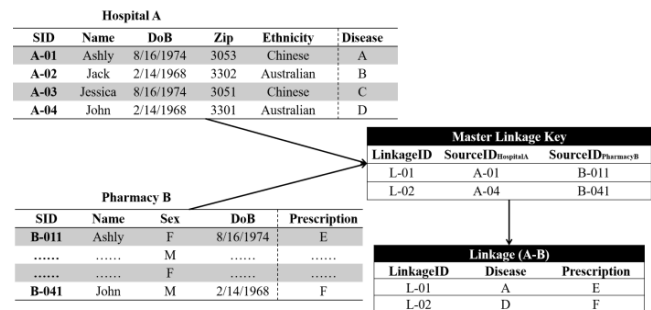 Hospital A
SID Name DoB Zip Ethnicity Disease
A-01 Ashly 8/16/1974 3053 Chinese A
A-02 Jack 2/14/1968 3302 Australian B
A-03 Jessica 8/16/1974 3051 Chinese C
A-04 John 2/14/1968 3301 Australian D
Master Linkage Key
LinkageID SourceIDHospitalA SourceIDPharmacyB
L-01 A-01 B-011
L-02 A-04 B-041
Pharmacy B
SID Name Sex DoB Prescription
B-011 Ashly F 8/16/1974 E
...... ...... M ...... ......
...... ...... F ...... ......
B-041 John M 2/14/1968 F
Linkage (A-B)
LinkageID Disease Prescription
L-01 A E
L-02 D F